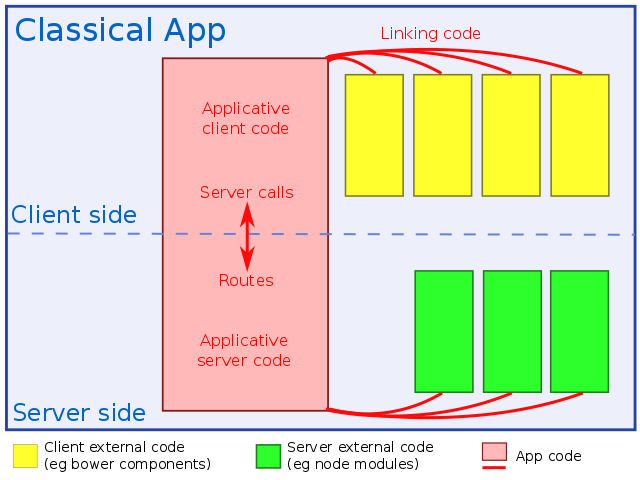 Classical App
Linking code
Applicative
client code
Server calls
Client side
Routes
Applicative
server code
Server side
Client external code
(eg bower components)
Server external code
(eg node modules)
App code